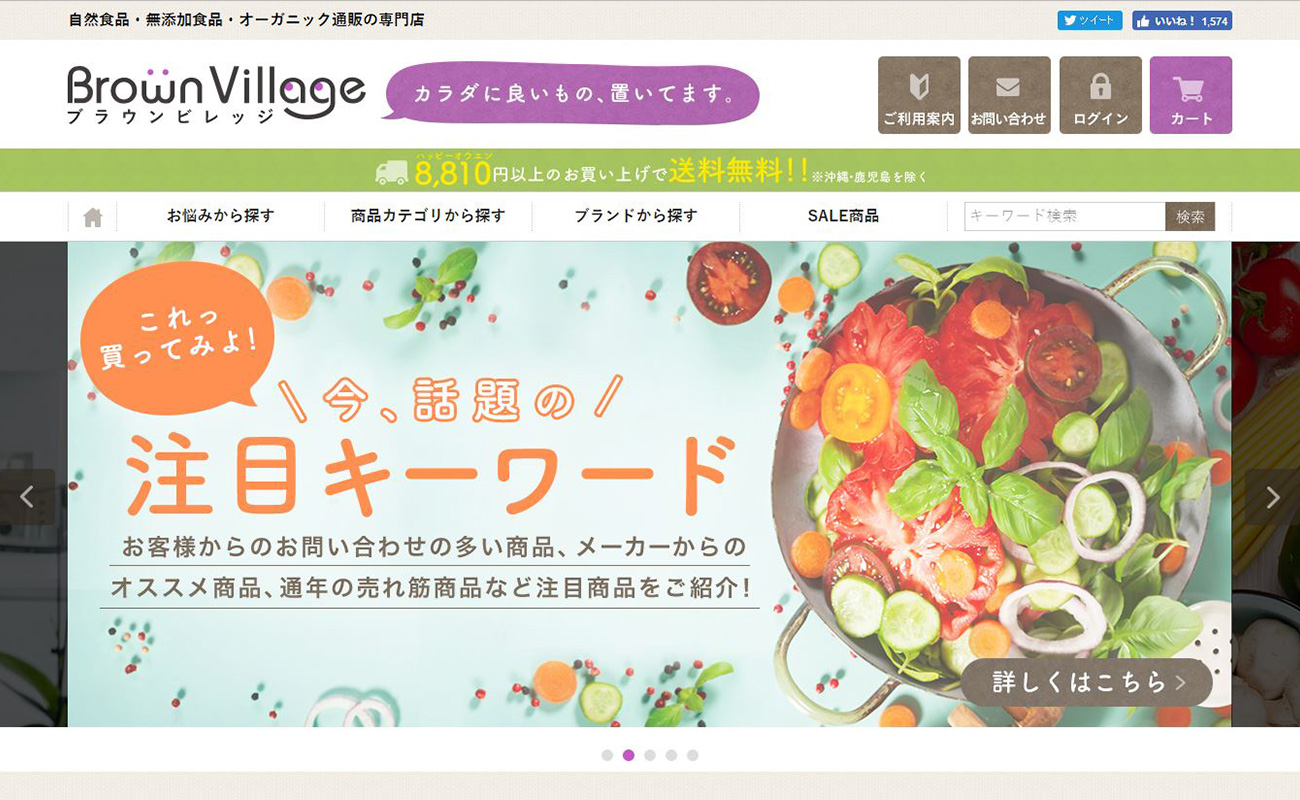 自然食品・無添加食品・オーガニック通販の専門店
ツイート
いいね！ 1,574
Brown Village
ブラウンビレッジ
カラダに良いもの、置いてます。
ご利用案内
お問い合わせ
ログイン
カート
ハッピーオウエン
8,810円以上のお買い上げで送料無料!!※沖縄・鹿児島を除く
お悩みから探す
商品カテゴリから探す
ブランドから探す
SALE商品
キーワード検索
検索
これっ
買ってみよ!
今、話題の
注目キーワード
お客様からのお問い合わせの多い商品、メーカーからの
オススメ商品、通年の売れ筋商品など注目商品をご紹介!
詳しくはこちら